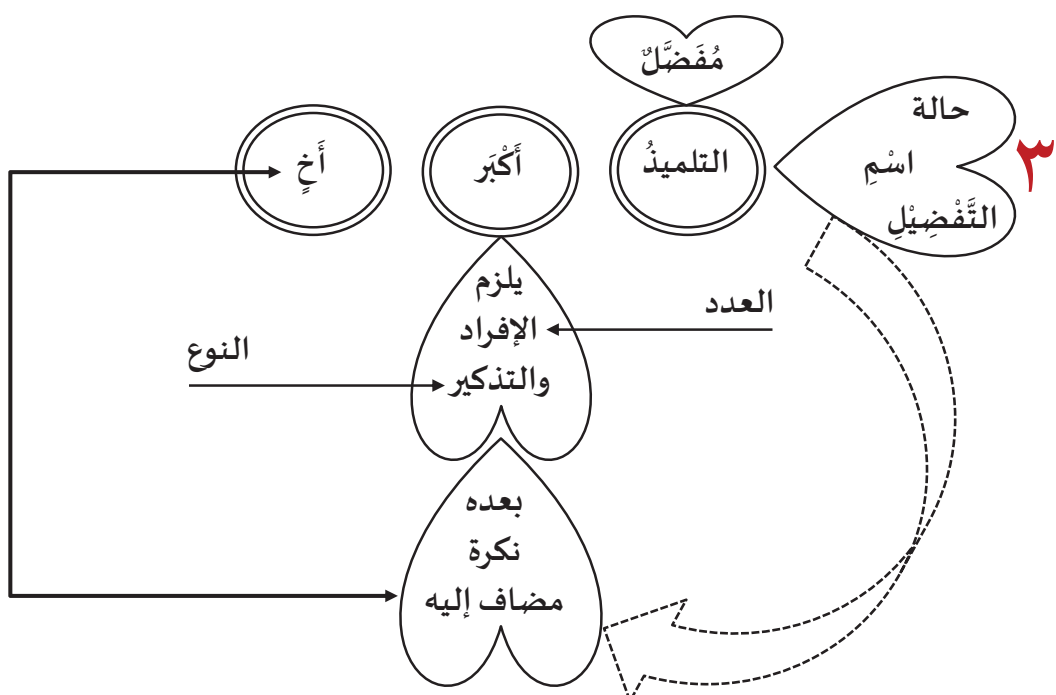 مُفَضَّلٌ
٣
حالة
اسْمِ
التَّفْضِيْلِ
التلميذُ
أَكْبَر
أَخٍ
يلزم
الإفراد
والتذكير
العدد
النوع
بعده
نكرة
مضاف إليه